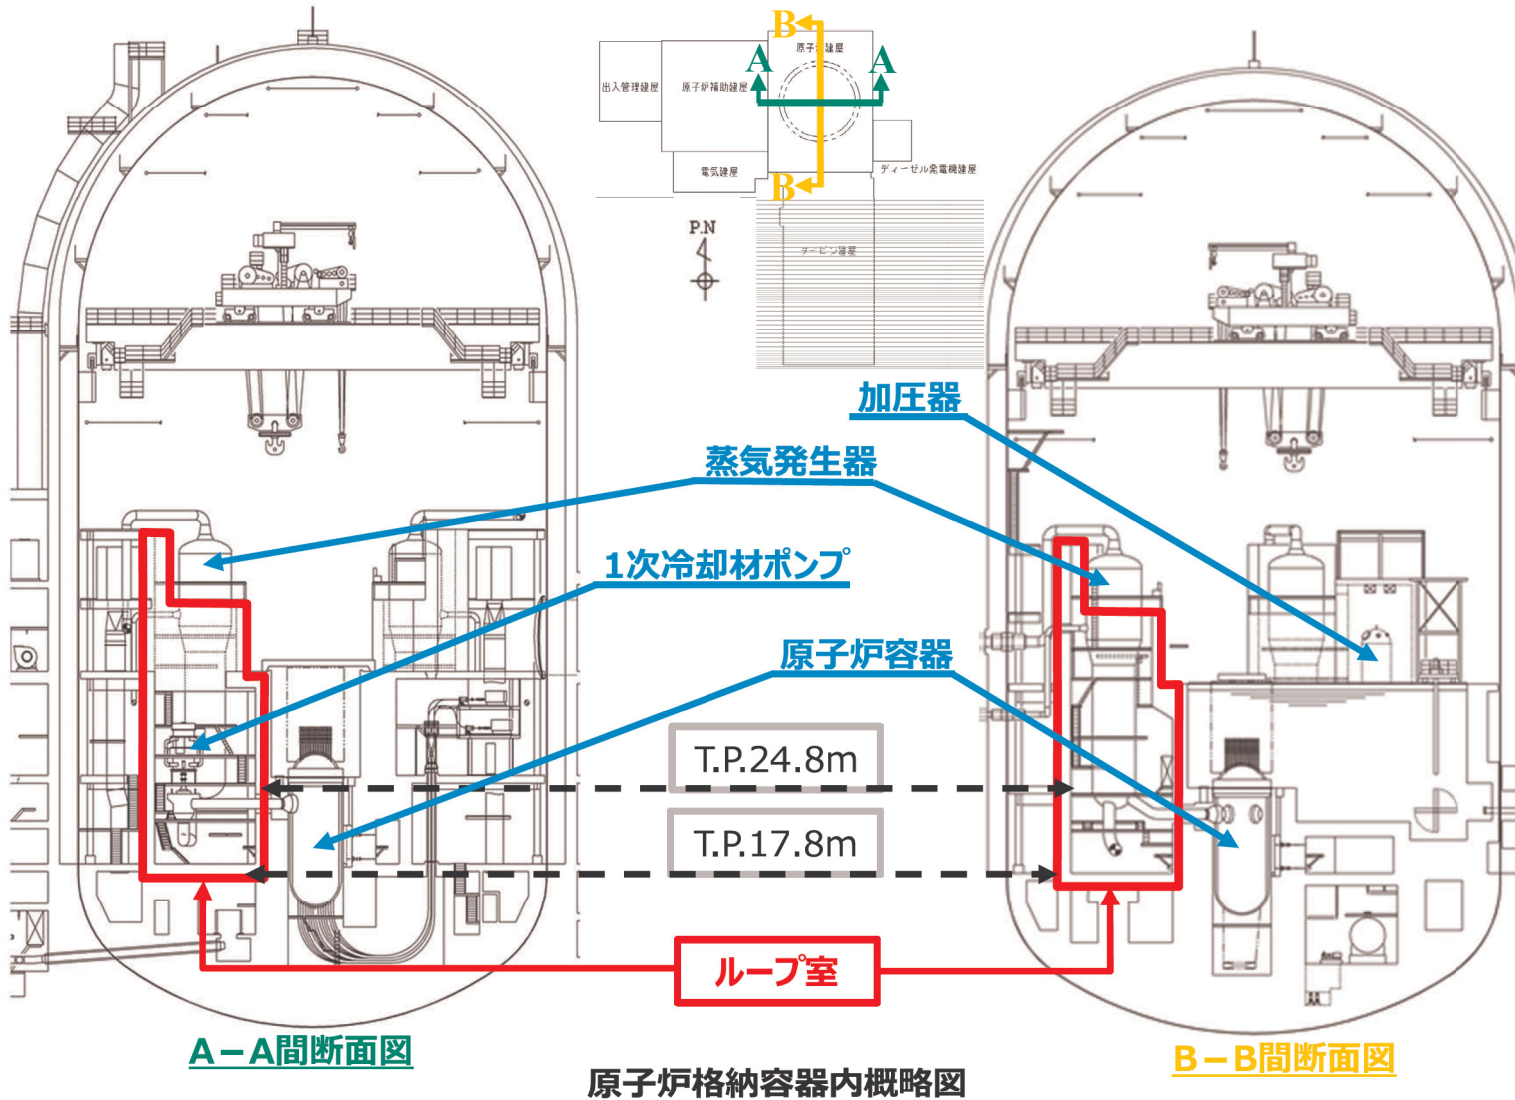 B
原子炉建屋
A
A
出入管理建屋
原子炉補助建屋
電気建屋
B
ディーゼル発電機建屋
P.N
タービン建屋
加圧器
蒸気発生器
1次冷却材ポンプ
原子炉容器
T.P.24.8m
T.P.17.8m
ループ室
A－A間断面図
B－B間断面図
原子炉格納容器内概略図